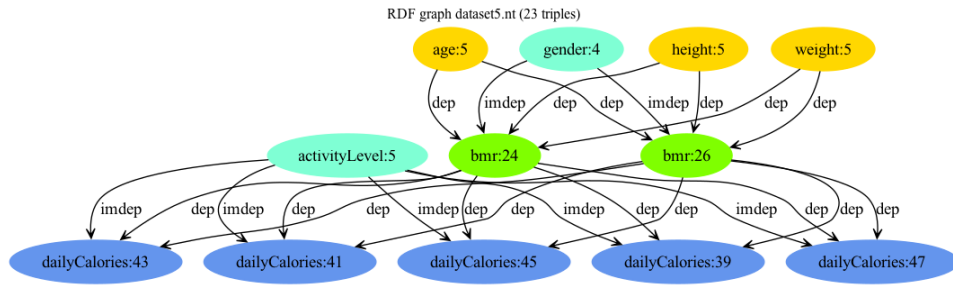 RDF graph dataset5.nt (23 triples)
age:5 gender:4 height:5 weight:5
dep imdep dep dep imdep dep dep dep
activityLevel:5 bmr:24 bmr:26
imdep dep imdep dep dep imdep dep dep imdep dep dep imdep dep dep dep
dailyCalories:43 dailyCalories:41 dailyCalories:45 dailyCalories:39 dailyCalories:47